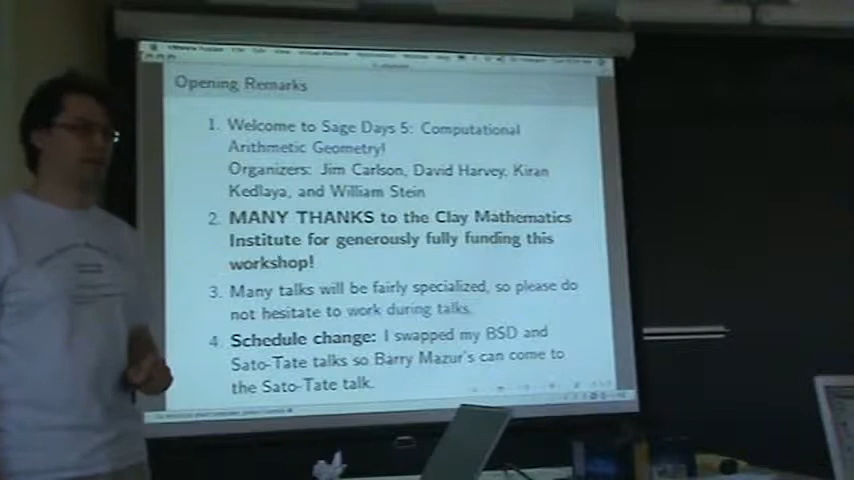 Opening Remarks
1. Welcome to Sage Days 5: Computational
Arithmetic Geometry!
Organizers: Jim Carlson, David Harvey, Kiran
Kedlaya, and William Stein
2. MANY THANKS to the Clay Mathematics
Institute for generously fully funding this
workshop!
3. Many talks will be fairly specialized, so please do
not hesitate to work during talks.
4. Schedule change: I swapped my BSD and
Sato-Tate talks so Barry Mazur's can come to
the Sato-Tate talk.